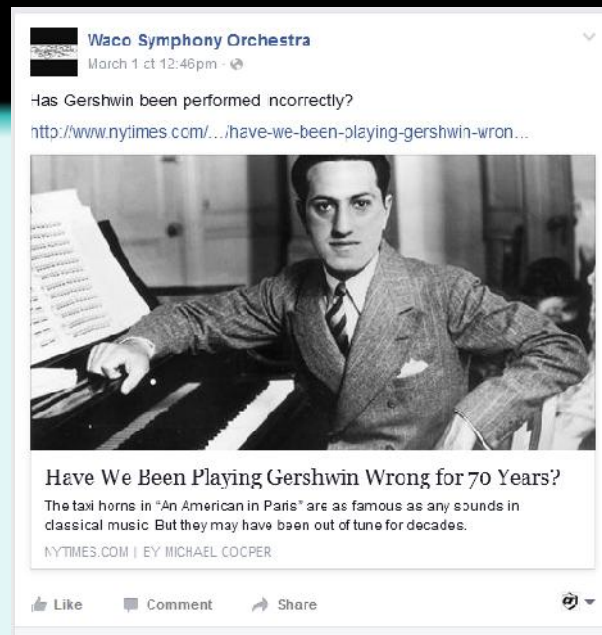 Waco Symphony Orchestra
March 1 at 12:46pm ·
Has Gershwin been performed incorrectly?
http://www.nytimes.com/.../have-we-been-playing-gershwin-wron...
Have We Been Playing Gershwin Wrong for 70 Years?
The taxi horns in "An American in Paris" are as famous as any sounds in
classical music. But they may have been out of tune for decades.
NYTIMES.COM | BY MICHAEL COOPER
Like Comment Share